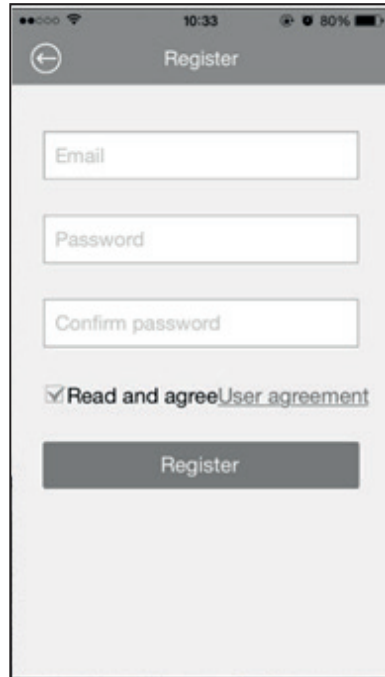 10:33 80%
Register
Email
Password
Confirm password
Read and agreeUser agreement
Register